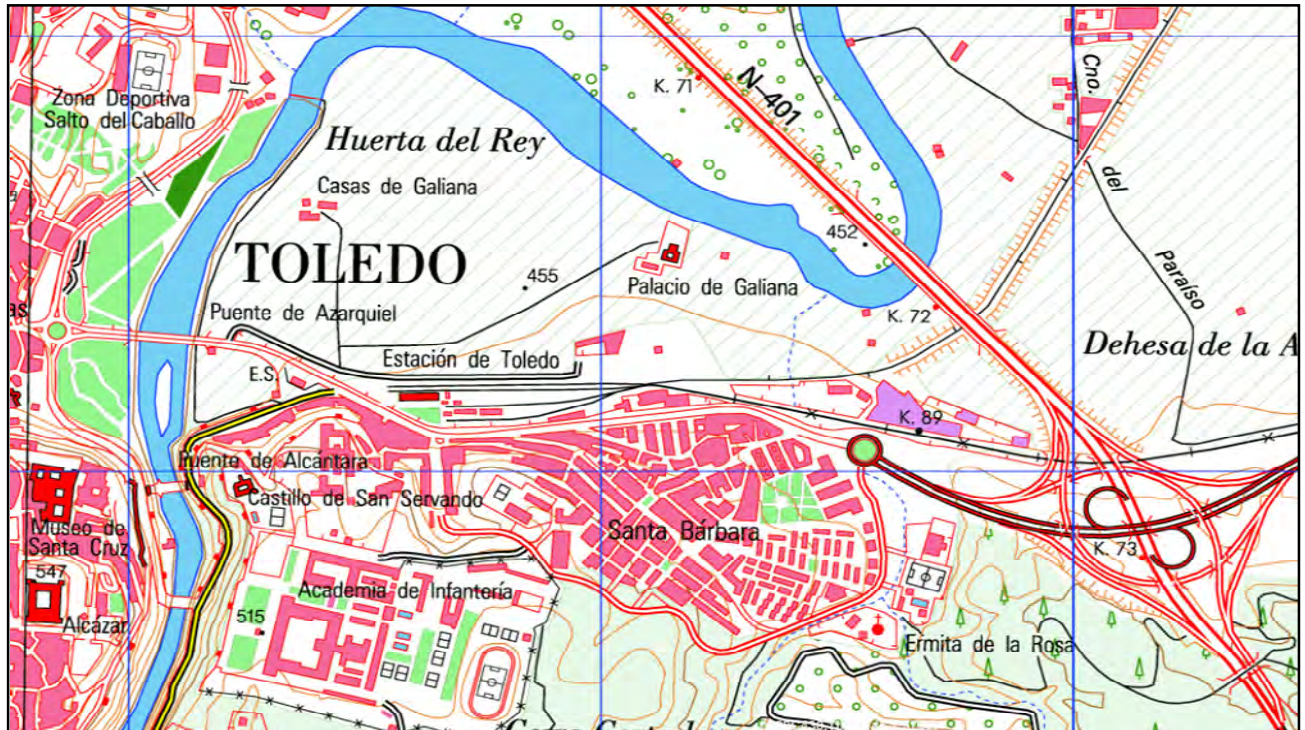 K. 71
N-401
Cno.
del
Paraíso
Zona Deportiva
Salto del Caballo
Huerta del Rey
Casas de Galiana
452
TOLEDO
455
Palacio de Galiana
as
Puente de Azarquiel
K. 72
Estación de Toledo
Dehesa de la A
E.S.
K. 89
Puente de Alcántara
Castillo de San Servando
Museo de
Santa Cruz
Santa Bárbara
K. 73
547
Academia de Infantería
515
Alcázar
Ermita de la Rosa